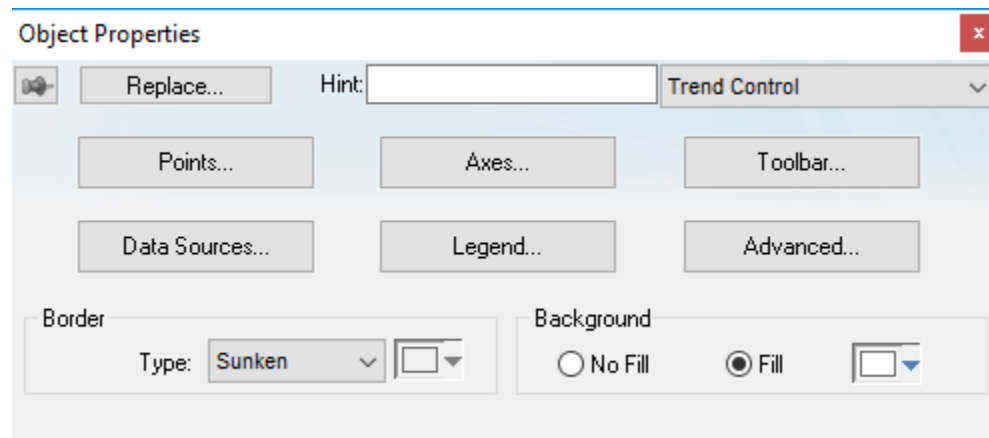 Object Properties
x
Replace... Hint: Trend Control
Points... Axes... Toolbar...
Data Sources... Legend... Advanced...
Border Background
Type: Sunken No Fill Fill